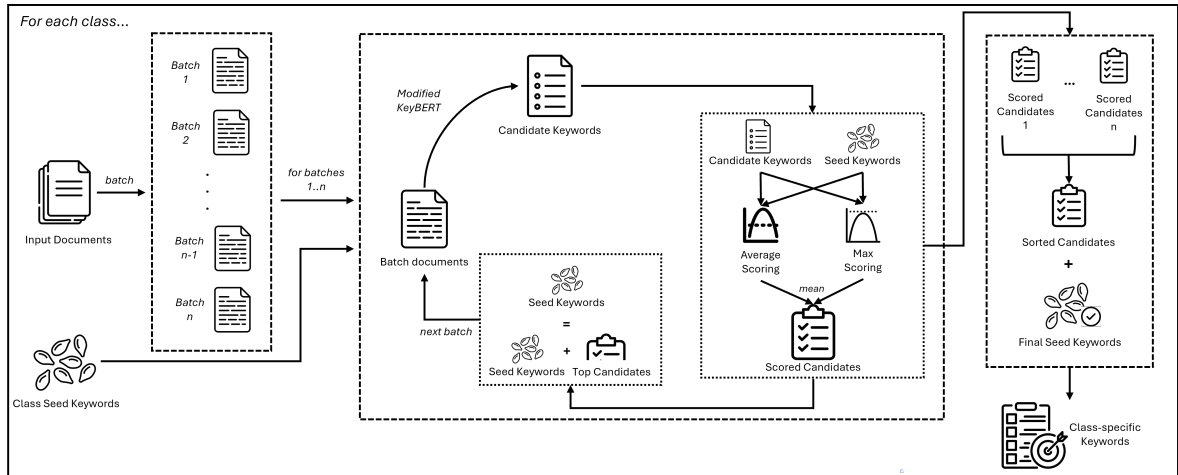 For each class...
Batch
1
Batch
2
.
.
.
Batch
n-1
Batch
n
Input Documents
batch
Class Seed Keywords
for batches
1..n
Modified
KeyBERT
Candidate Keywords
Batch documents
next batch
Seed Keywords
=
+
Seed Keywords
Top Candidates
Candidate Keywords
Seed Keywords
Average
Scoring
Max
Scoring
mean
Scored Candidates
...
Scored
Candidates
1
Scored
Candidates
n
Sorted Candidates
+
Final Seed Keywords
Class-specific
Keywords